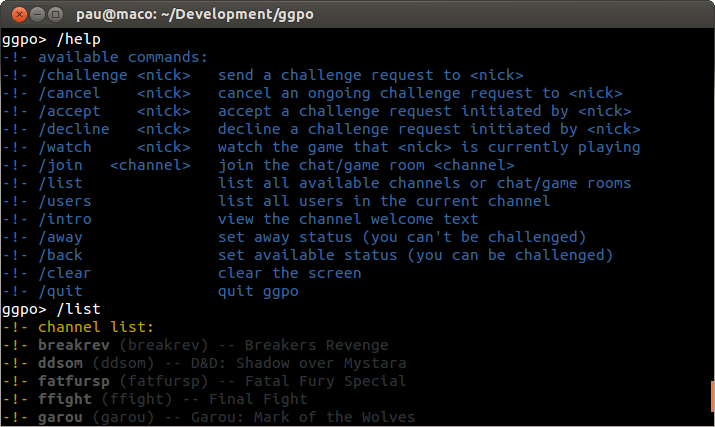 pau@maco: ~/Development/ggpo
ggpo> /help
-!- available commands:
-!- /challenge <nick>   send a challenge request to <nick>
-!- /cancel    <nick>   cancel an ongoing challenge request to <nick>
-!- /accept    <nick>   accept a challenge request initiated by <nick>
-!- /decline   <nick>   decline a challenge request initiated by <nick>
-!- /watch     <nick>   watch the game that <nick> is currently playing
-!- /join   <channel>   join the chat/game room <channel>
-!- /list               list all available channels or chat/game rooms
-!- /users              list all users in the current channel
-!- /intro              view the channel welcome text
-!- /away               set away status (you can't be challenged)
-!- /back               set available status (you can be challenged)
-!- /clear              clear the screen
-!- /quit               quit ggpo
ggpo> /list
-!- channel list:
-!- breakrev (breakrev) -- Breakers Revenge
-!- ddsom (ddsom) -- D&D: Shadow over Mystara
-!- fatfursp (fatfursp) -- Fatal Fury Special
-!- ffight (ffight) -- Final Fight
-!- garou (garou) -- Garou: Mark of the Wolves